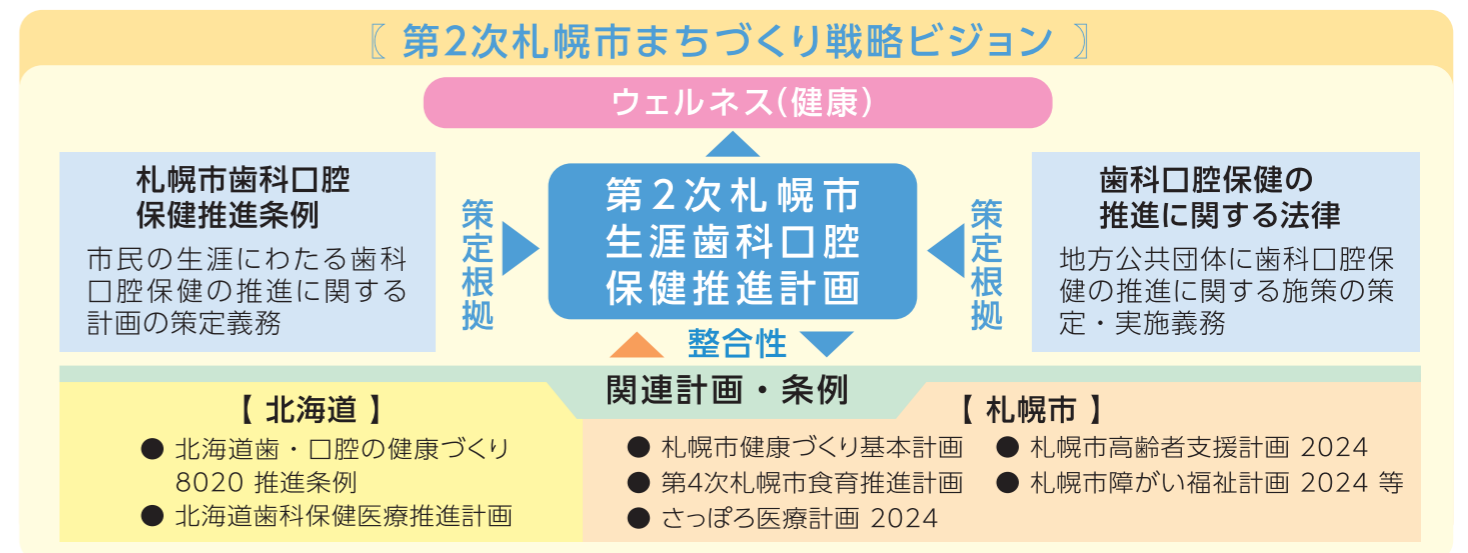 〖 第2次札幌市まちづくり戦略ビジョン 〗
ウェルネス(健康)
札幌市歯科口腔
保健推進条例
市民の生涯にわたる歯科
口腔保健の推進に関する
計画の策定義務
策定根拠
第2次札幌市
生涯歯科口腔
保健推進計画
策定根拠
歯科口腔保健の
推進に関する法律
地方公共団体に歯科口腔保
健の推進に関する施策の策
定・実施義務
整合性
関連計画・条例
【 北海道 】
● 北海道歯・口腔の健康づくり
8020 推進条例
● 北海道歯科保健医療推進計画
【 札幌市 】
● 札幌市健康づくり基本計画
● 第4次札幌市食育推進計画
● さっぽろ医療計画 2024
● 札幌市高齢者支援計画 2024
● 札幌市障がい福祉計画 2024 等